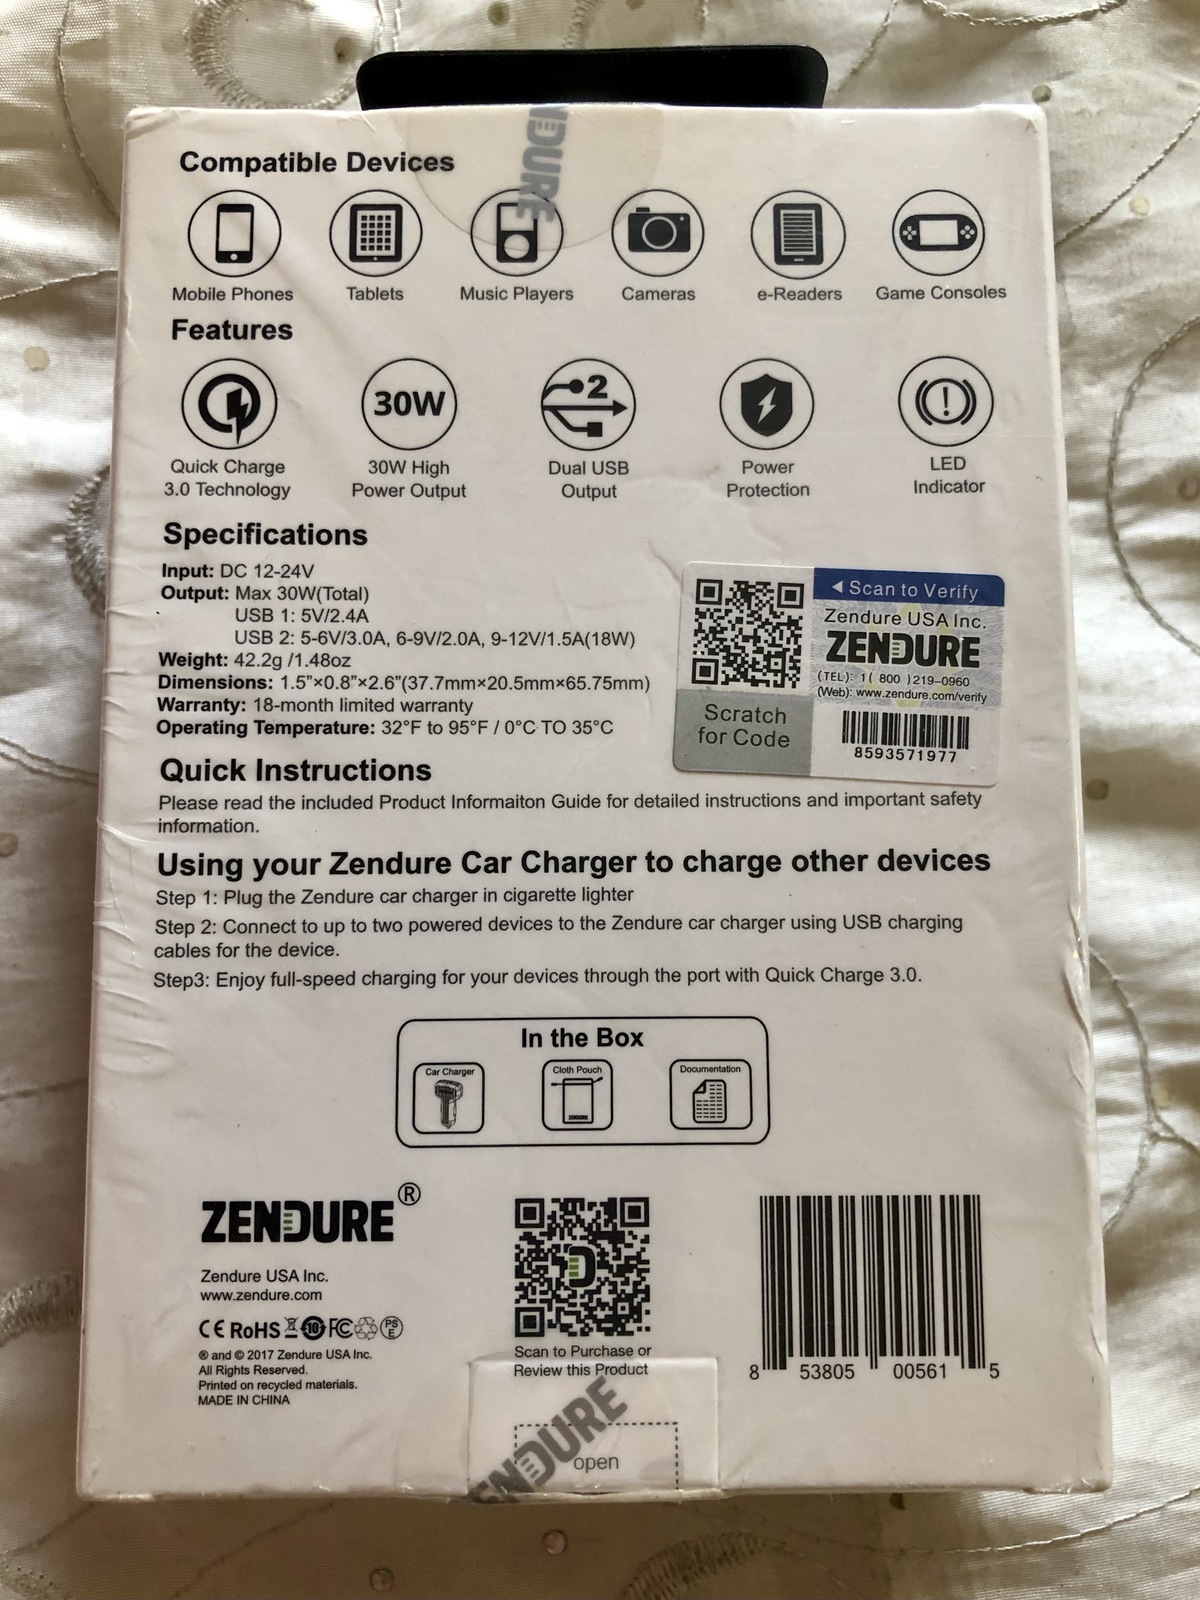 DURE
Compatible Devices
Mobile Phones
Tablets
Music Players
Cameras
e-Readers
Game Consoles
Features
30W
2
Quick Charge
3.0 Technology
30W High
Power Output
Dual USB
Output
Power
Protection
LED
Indicator
Specifications
Input: DC 12-24V
Output: Max 30W(Total)
USB 1: 5V/2.4A
USB 2: 5-6V/3.0A, 6-9V/2.0A, 9-12V/1.5A(18W)
Weight: 42.2g /1.48oz
Dimensions: 1.5”×0.8”×2.6”(37.7mm×20.5mm×65.75mm)
Warranty: 18-month limited warranty
Operating Temperature: 32°F to 95°F / 0°C TO 35°C
Scan to Verify
Zendure USA Inc.
ZENDURE
(TEL): 1( 800 )219-0960
(Web): www.zendure.com/verify
Scratch
for Code
8593571977
Quick Instructions
Please read the included Product Informaiton Guide for detailed instructions and important safety
information.
Using your Zendure Car Charger to charge other devices
Step 1: Plug the Zendure car charger in cigarette lighter
Step 2: Connect to up to two powered devices to the Zendure car charger using USB charging
cables for the device.
Step3: Enjoy full-speed charging for your devices through the port with Quick Charge 3.0.
In the Box
Car Charger
Cloth Pouch
ZENDURE
Documentation
ZENDURE®
Zendure USA Inc.
www.zendure.com
CE RoHS 10 FC PS E
® and © 2017 Zendure USA Inc.
All Rights Reserved.
Printed on recycled materials.
MADE IN CHINA
Scan to Purchase or
Review this Product
8 53805 00561 5
ENDURE
open